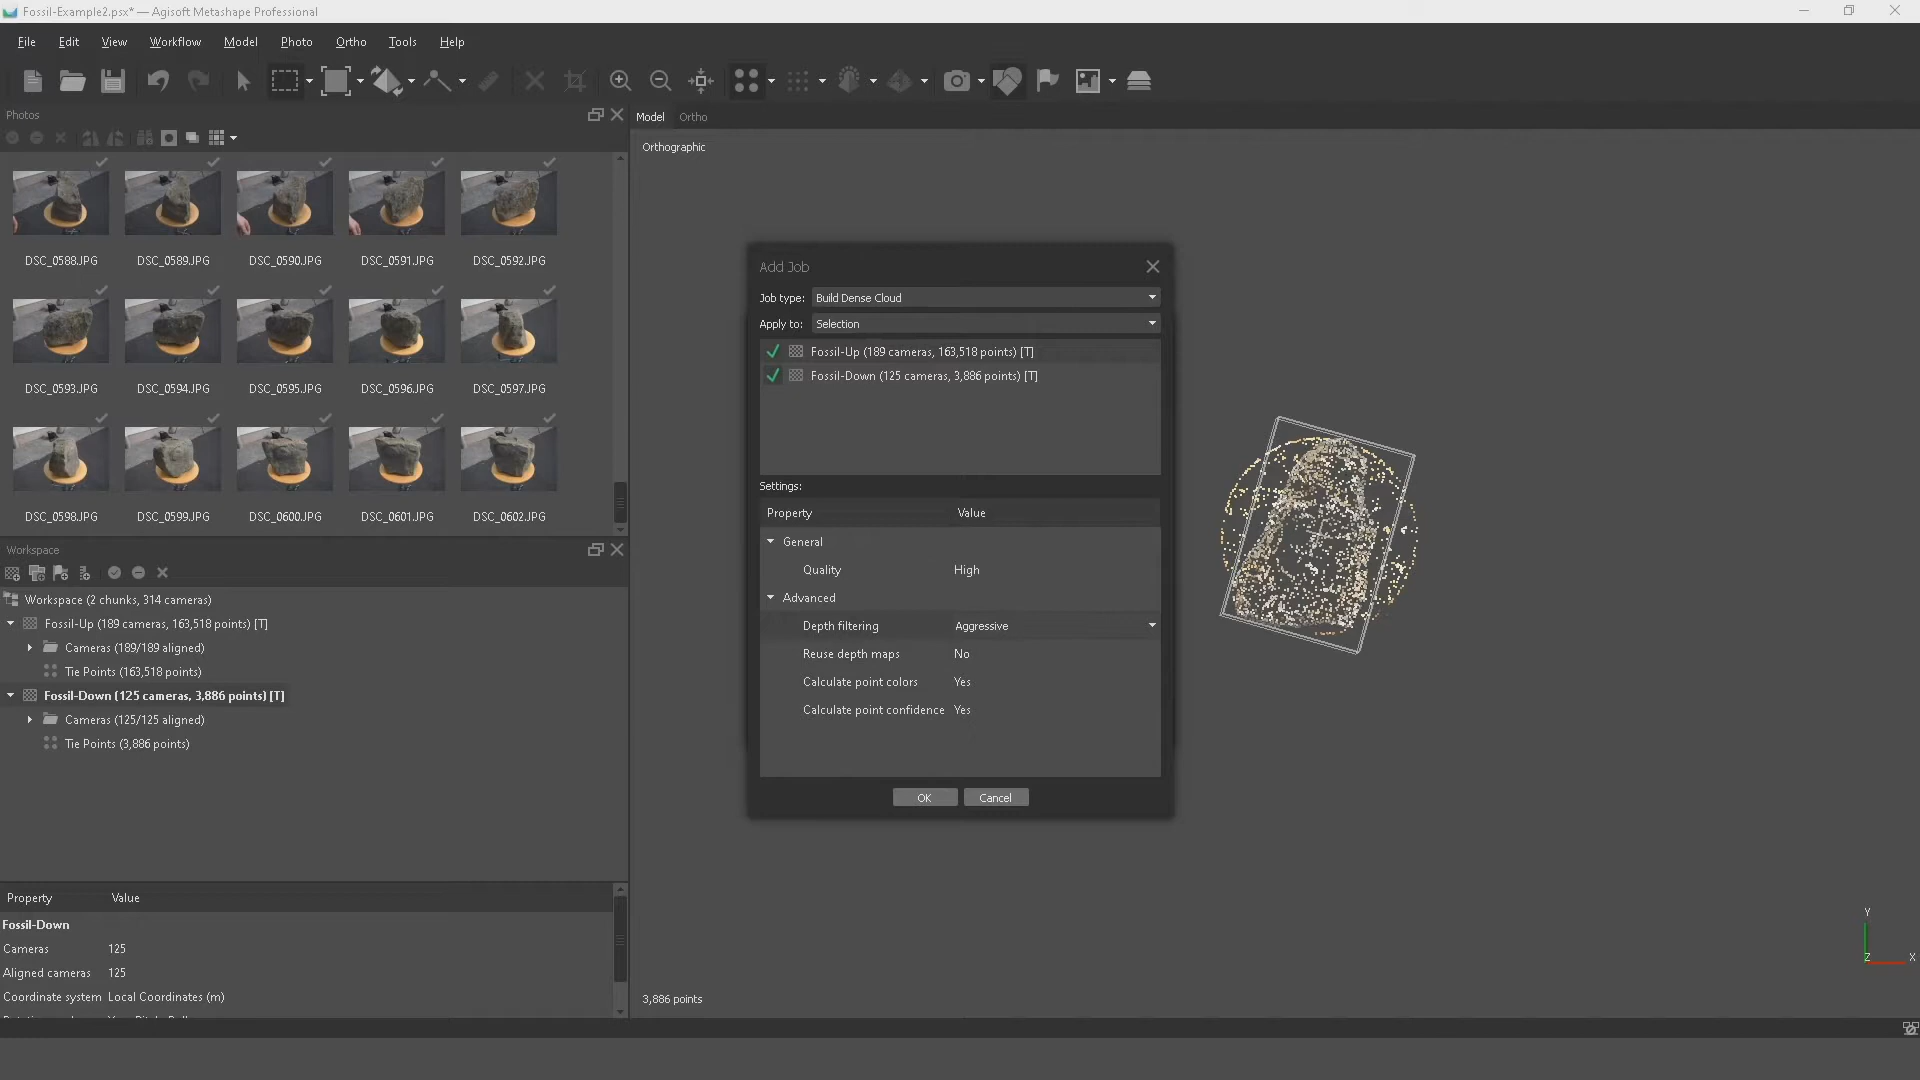 Fossil-Example2.psx* — Agisoft Metashape Professional
File Edit View Workflow Model Photo Ortho Tools Help
Photos
Model Ortho
Orthographic
DSC_0588.JPG DSC_0589.JPG DSC_0590.JPG DSC_0591.JPG DSC_0592.JPG
DSC_0593.JPG DSC_0594.JPG DSC_0595.JPG DSC_0596.JPG DSC_0597.JPG
DSC_0598.JPG DSC_0599.JPG DSC_0600.JPG DSC_0601.JPG DSC_0602.JPG
Workspace
Workspace (2 chunks, 314 cameras)
Fossil-Up (189 cameras, 163,518 points) [T]
Cameras (189/189 aligned)
Tie Points (163,518 points)
Fossil-Down (125 cameras, 3,886 points) [T]
Cameras (125/125 aligned)
Tie Points (3,886 points)
Property Value
Fossil-Down
Cameras 125
Aligned cameras 125
Coordinate system Local Coordinates (m)
Add Job
Job type: Build Dense Cloud
Apply to: Selection
Fossil-Up (189 cameras, 163,518 points) [T]
Fossil-Down (125 cameras, 3,886 points) [T]
Settings:
Property Value
General
Quality High
Advanced
Depth filtering Aggressive
Reuse depth maps No
Calculate point colors Yes
Calculate point confidence Yes
OK Cancel
3,886 points
Y
Z X